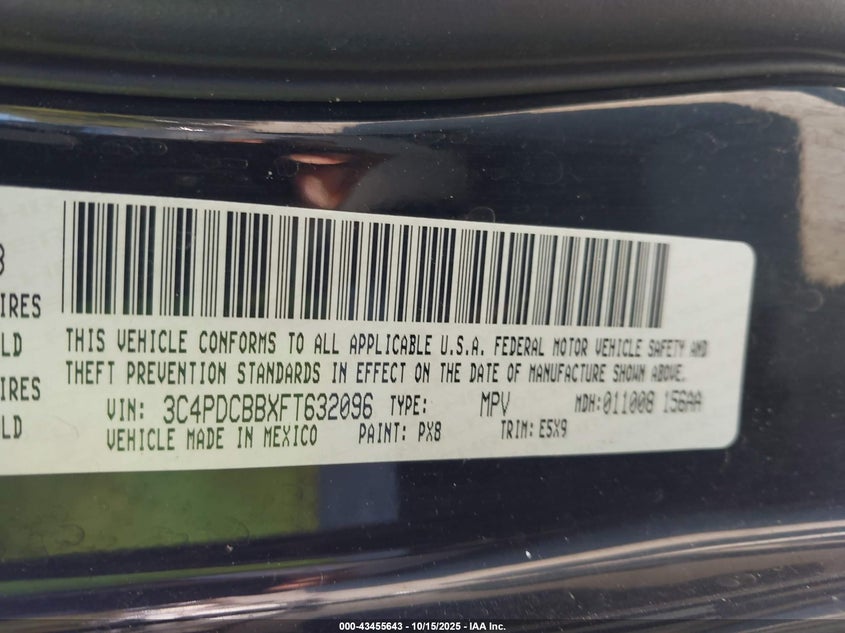 8
IRES
LD
IRES
LD
THIS VEHICLE CONFORMS TO ALL APPLICABLE U.S.A. FEDERAL MOTOR VEHICLE SAFETY AND
THEFT PREVENTION STANDARDS IN EFFECT ON THE DATE OF MANUFACTURE SHOWN ABOVE.
VIN: 3C4PDCBBXFT632096 TYPE: MPV MDH:011008 156AA
VEHICLE MADE IN MEXICO PAINT: PX8 TRIM: E5X9
000-43455643 - 10/15/2025 - IAA Inc.